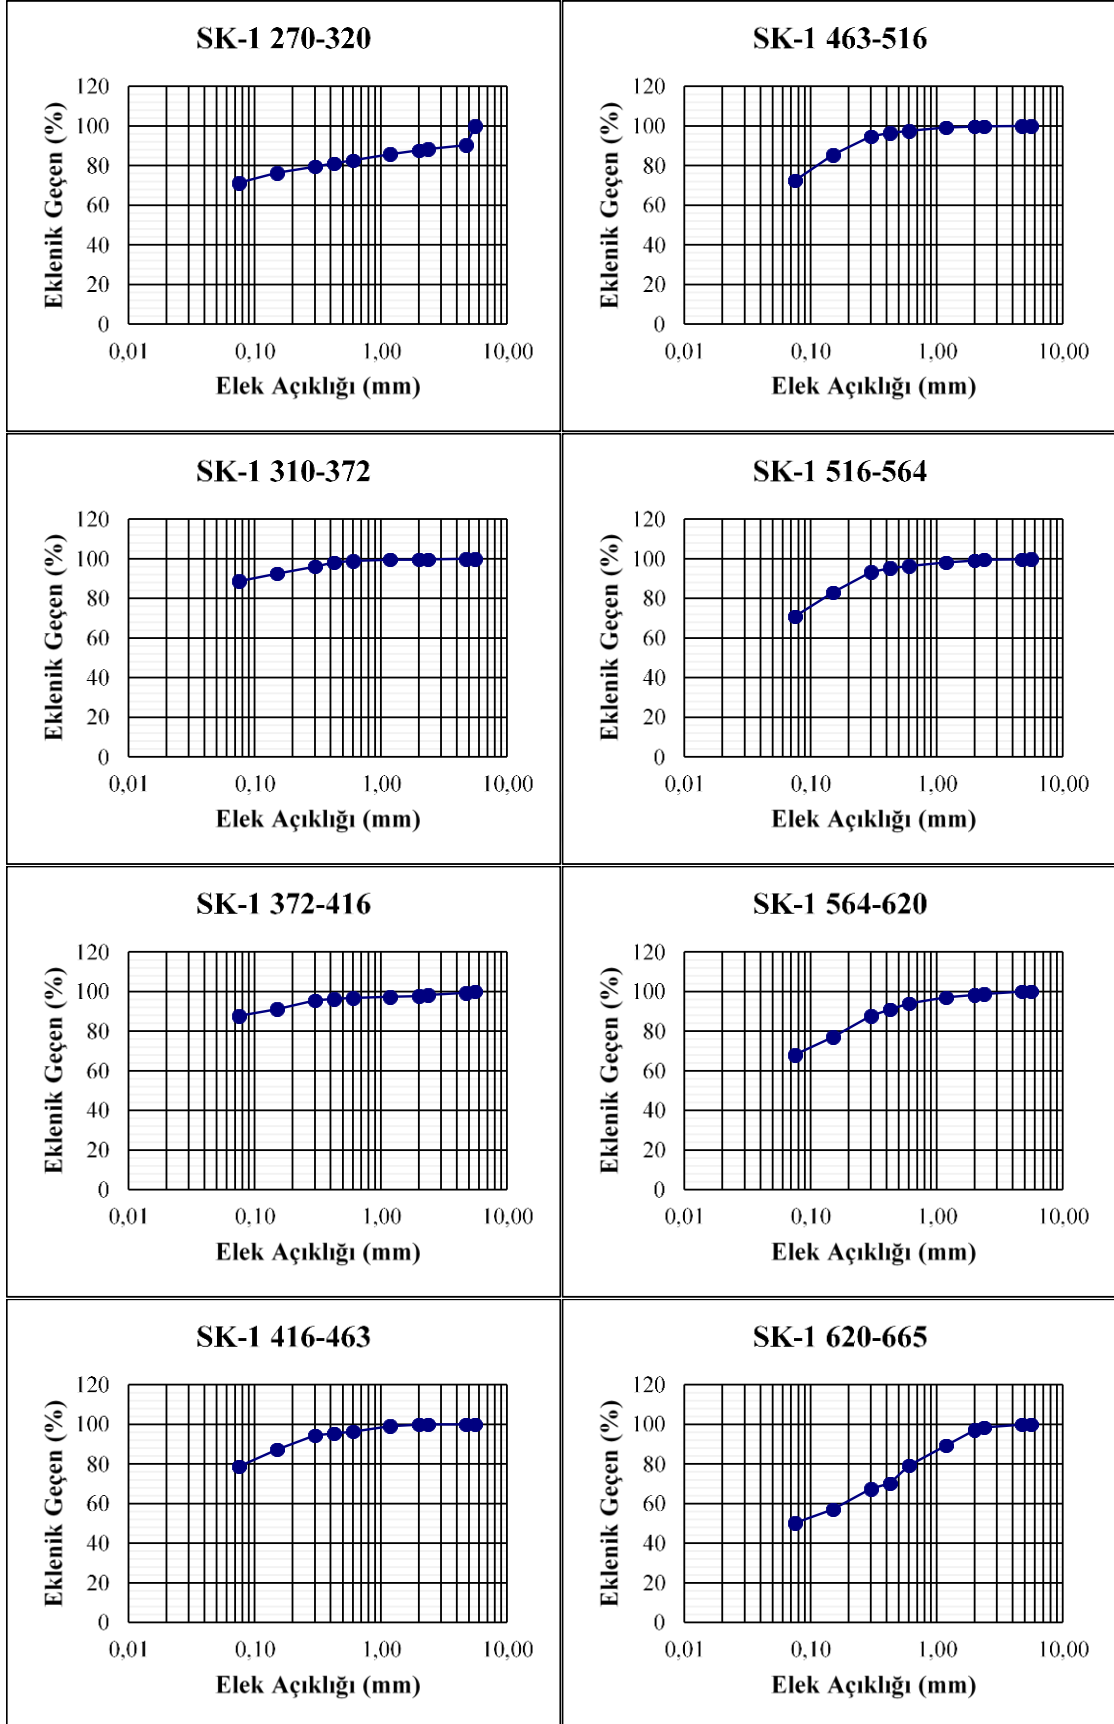 SK-1 270-320
120
100
80
60
40
20
0
0,01 0,10 1,00 10,00
Eklenik Geçen (%)
Elek Açıklığı (mm)
SK-1 463-516
120
100
80
60
40
20
0
0,01 0,10 1,00 10,00
Eklenik Geçen (%)
Elek Açıklığı (mm)
SK-1 310-372
120
100
80
60
40
20
0
0,01 0,10 1,00 10,00
Eklenik Geçen (%)
Elek Açıklığı (mm)
SK-1 516-564
120
100
80
60
40
20
0
0,01 0,10 1,00 10,00
Eklenik Geçen (%)
Elek Açıklığı (mm)
SK-1 372-416
120
100
80
60
40
20
0
0,01 0,10 1,00 10,00
Eklenik Geçen (%)
Elek Açıklığı (mm)
SK-1 564-620
120
100
80
60
40
20
0
0,01 0,10 1,00 10,00
Eklenik Geçen (%)
Elek Açıklığı (mm)
SK-1 416-463
120
100
80
60
40
20
0
0,01 0,10 1,00 10,00
Eklenik Geçen (%)
Elek Açıklığı (mm)
SK-1 620-665
120
100
80
60
40
20
0
0,01 0,10 1,00 10,00
Eklenik Geçen (%)
Elek Açıklığı (mm)